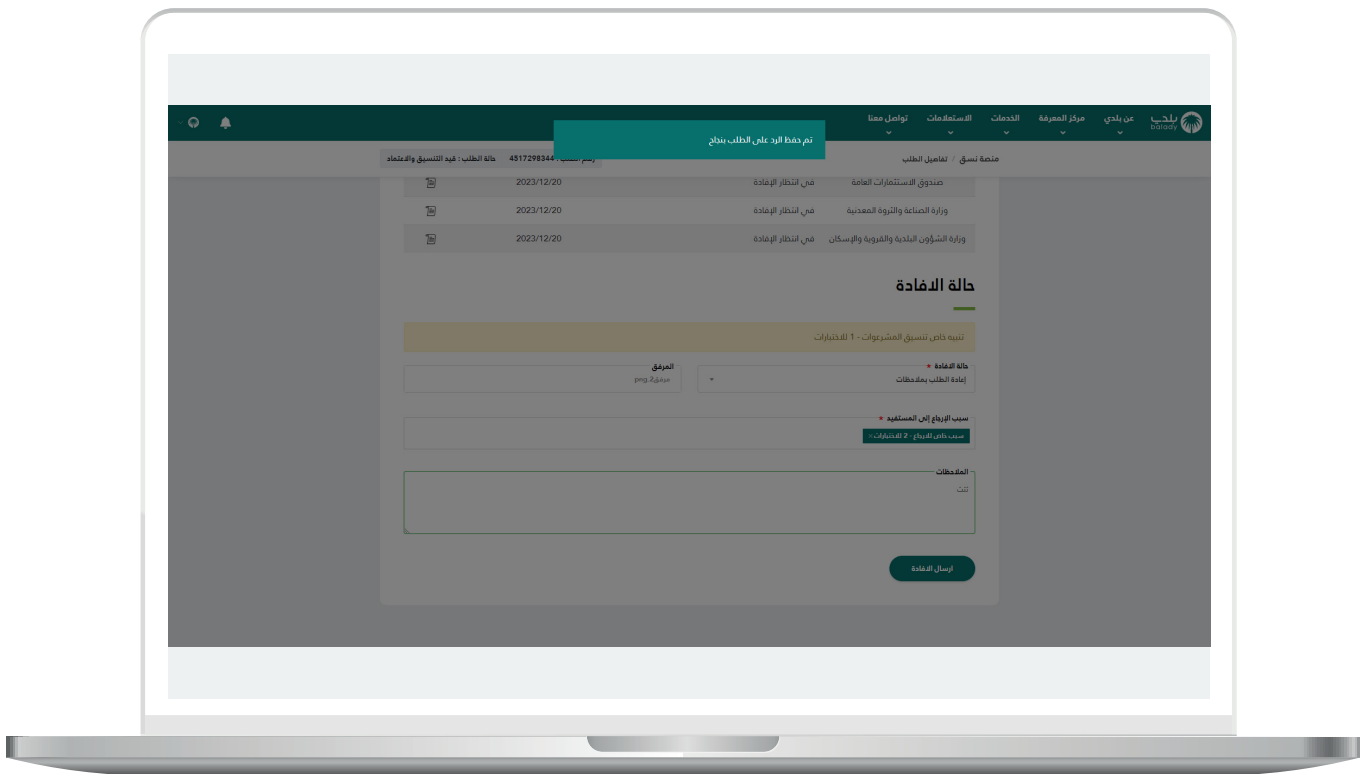 بلدي
balady
عن بلدي
مركز المعرفة
الخدمات
الاستعلامات
تواصل معنا
تم حفظ الرد على الطلب بنجاح
منصة نسق / تفاصيل الطلب
4517298344
حالة الطلب : قيد التنسيق والاعتماد
صندوق الاستثمارات العامة في انتظار الإفادة 2023/12/20
وزارة الصناعة والثروة المعدنية في انتظار الإفادة 2023/12/20
وزارة الشؤون البلدية والقروية والإسكان في انتظار الإفادة 2023/12/20
حالة الافادة
تنبيه خاص تنسيق المشرعوات - 1 للاختبارات
حالة الافادة *
إعادة الطلب بملاحظات
المرفق
مرفق2.png
سبب الإرجاع إلى المستفيد *
سبب خاص للارجاع - 2 للاختبارات ×
الملاحظات
تتت
ارسال الافادة